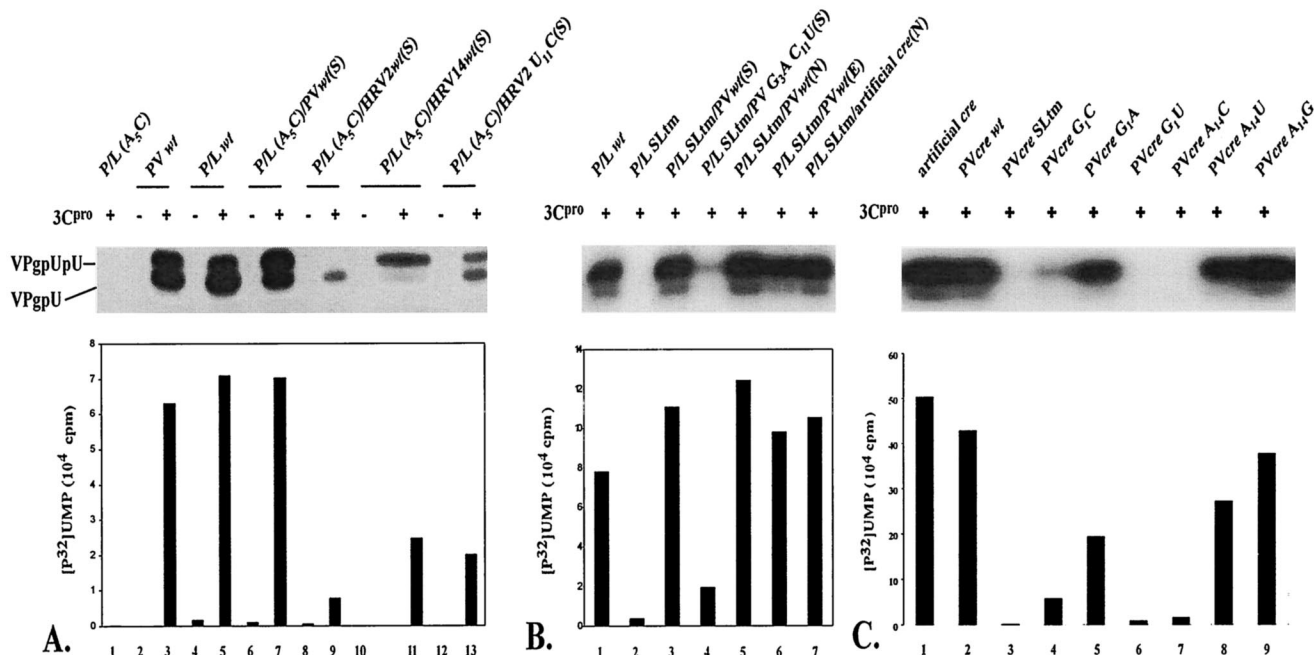 P/L (A₅C)
PV wt
P/L wt
P/L (A₅C)/PVwt(S)
P/L (A₅C)/HRV2wt(S)
P/L (A₅C)/HRV14wt(S)
P/L (A₅C)/HRV2 U₁₁C(S)
3Cᵖʳᵒ + - + - + - + - + - + - +
VPgpUpU
VPgpU
[P³²]UMP (10⁴ cpm)
8
7
6
5
4
3
2
1
0
1 2 3 4 5 6 7 8 9 10 11 12 13
A.
P/L wt
P/L SLtm
P/L SLtm/PVwt(S)
P/L SLtm/PV G₃A C₁₁U(S)
P/L SLtm/PVwt(N)
P/L SLtm/PVwt(E)
P/L SLtm/artificial cre(N)
3Cᵖʳᵒ + + + + + + +
[P³²]UMP (10⁴ cpm)
14
12
10
8
6
4
2
0
1 2 3 4 5 6 7
B.
artificial cre
PVcre wt
PVcre SLtm
PVcre G₁C
PVcre G₁A
PVcre G₁U
PVcre A₁₄C
PVcre A₁₄U
PVcre A₁₄G
3Cᵖʳᵒ + + + + + + + + +
[P³²]UMP (10⁴ cpm)
60
50
40
30
20
10
0
1 2 3 4 5 6 7 8 9
C.